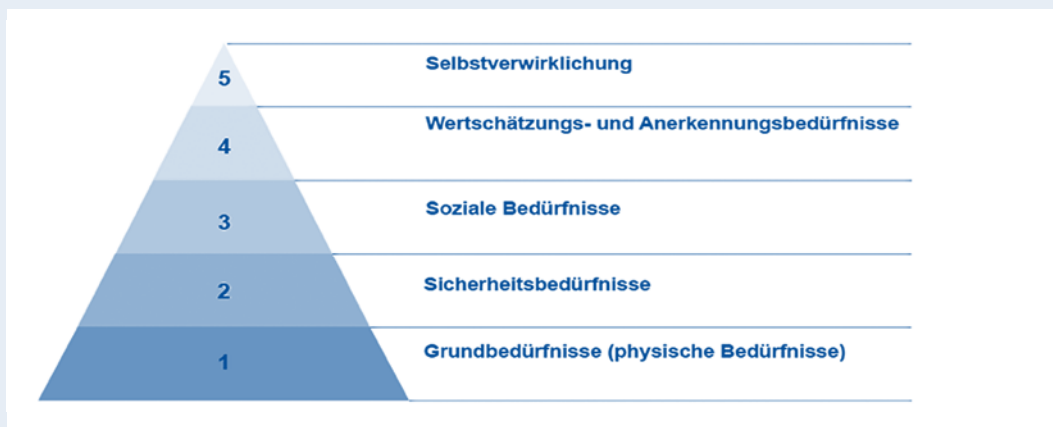 5 Selbstverwirklichung
4 Wertschätzungs- und Anerkennungsbedürfnisse
3 Soziale Bedürfnisse
2 Sicherheitsbedürfnisse
1 Grundbedürfnisse (physische Bedürfnisse)